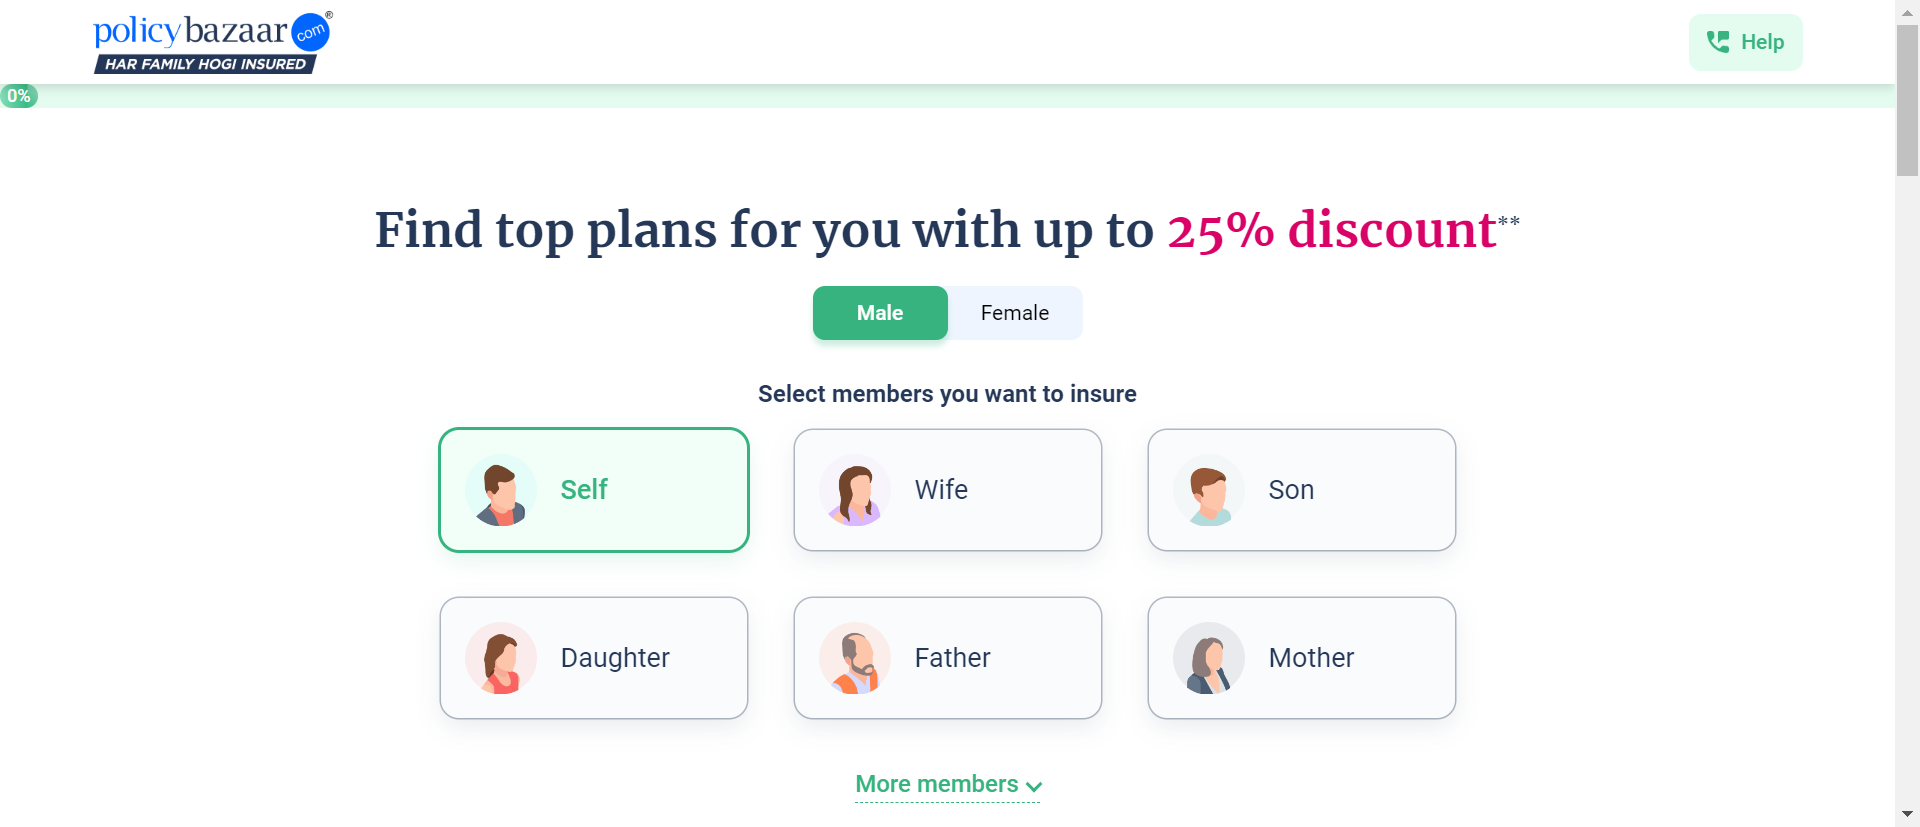 policybazaar com ®
HAR FAMILY HOGI INSURED
Help
0%
Find top plans for you with up to 25% discount**
Male Female
Select members you want to insure
Self Wife Son
Daughter Father Mother
More members